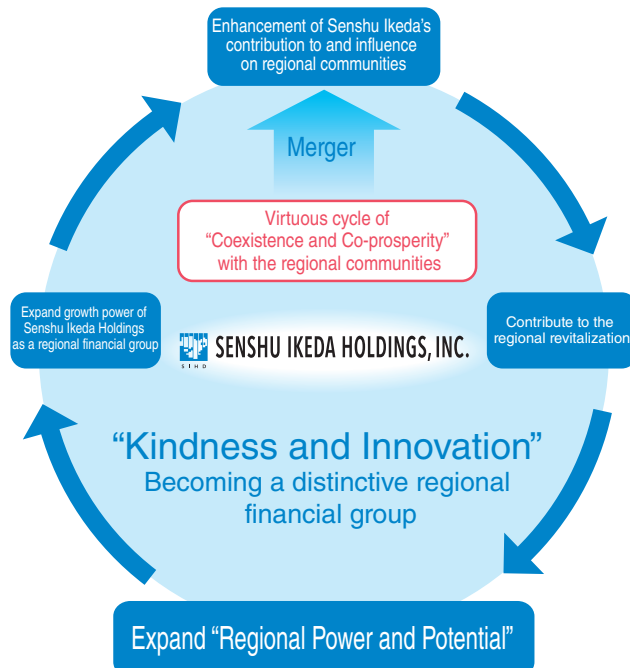 Enhancement of Senshu Ikeda's
contribution to and influence
on regional communities
Merger
Virtuous cycle of
“Coexistence and Co-prosperity”
with the regional communities
Expand growth power of
Senshu Ikeda Holdings
as a regional financial group
SIHD
SENSHU IKEDA HOLDINGS, INC.
Contribute to the
regional revitalization
“Kindness and Innovation”
Becoming a distinctive regional
financial group
Expand “Regional Power and Potential”